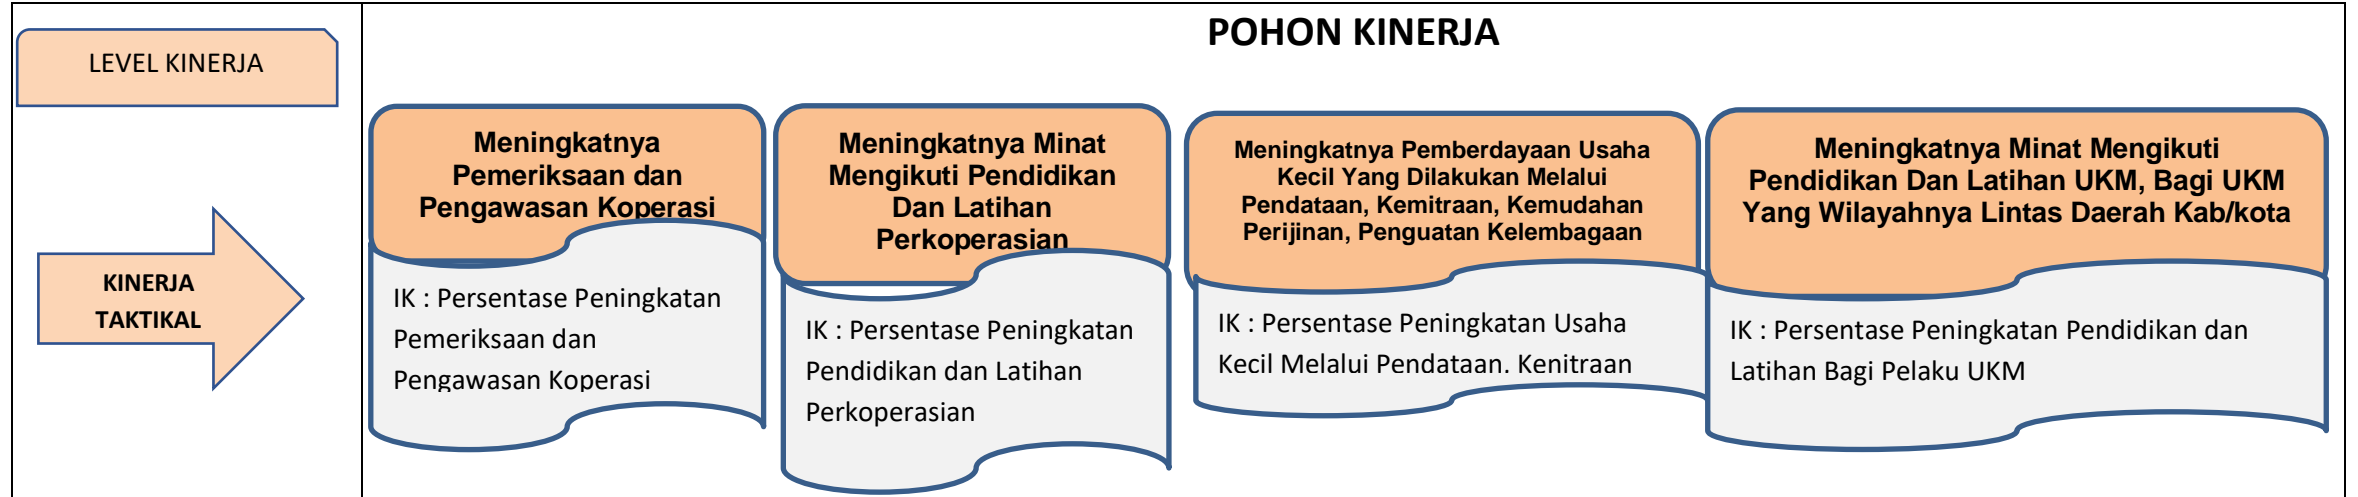 POHON KINERJA
LEVEL KINERJA
KINERJA
TAKTIKAL
Meningkatnya
Pemeriksaan dan
Pengawasan Koperasi
IK : Persentase Peningkatan
Pemeriksaan dan
Pengawasan Koperasi
Meningkatnya Minat
Mengikuti Pendidikan
Dan Latihan
Perkoperasian
IK : Persentase Peningkatan
Pendidikan dan Latihan
Perkoperasian
Meningkatnya Pemberdayaan Usaha
Kecil Yang Dilakukan Melalui
Pendataan, Kemitraan, Kemudahan
Perijinan, Penguatan Kelembagaan
IK : Persentase Peningkatan Usaha
Kecil Melalui Pendataan. Kenitraan
Meningkatnya Minat Mengikuti
Pendidikan Dan Latihan UKM, Bagi UKM
Yang Wilayahnya Lintas Daerah Kab/kota
IK : Persentase Peningkatan Pendidikan dan
Latihan Bagi Pelaku UKM